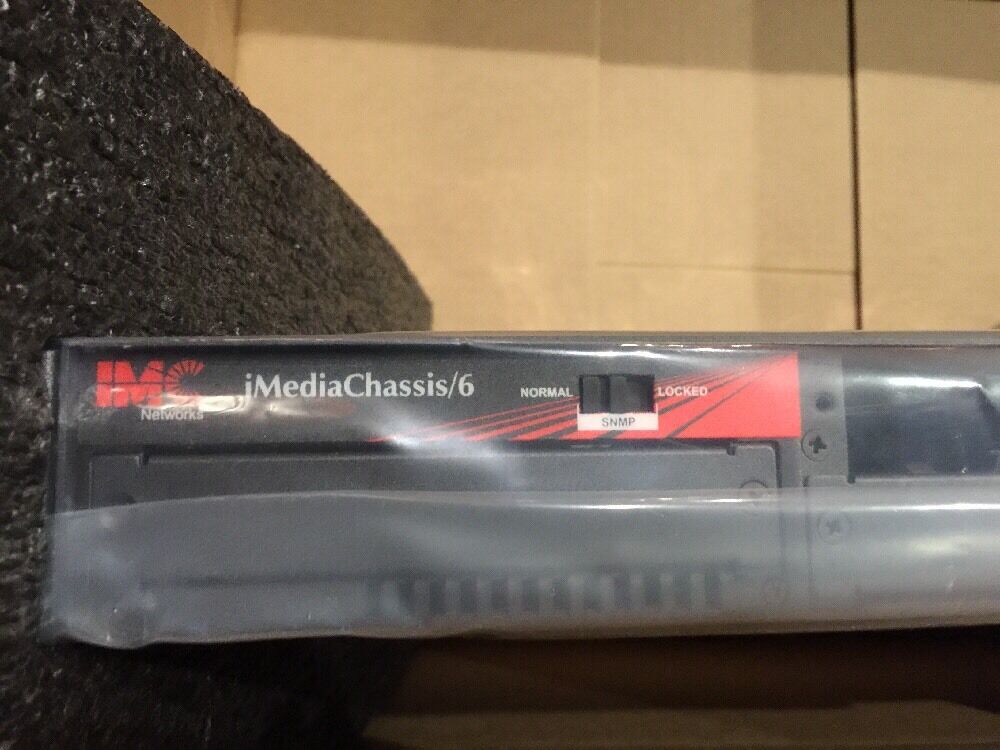 IMC
Networks
iMediaChassis/6
NORMAL
LOCKED
SNMP